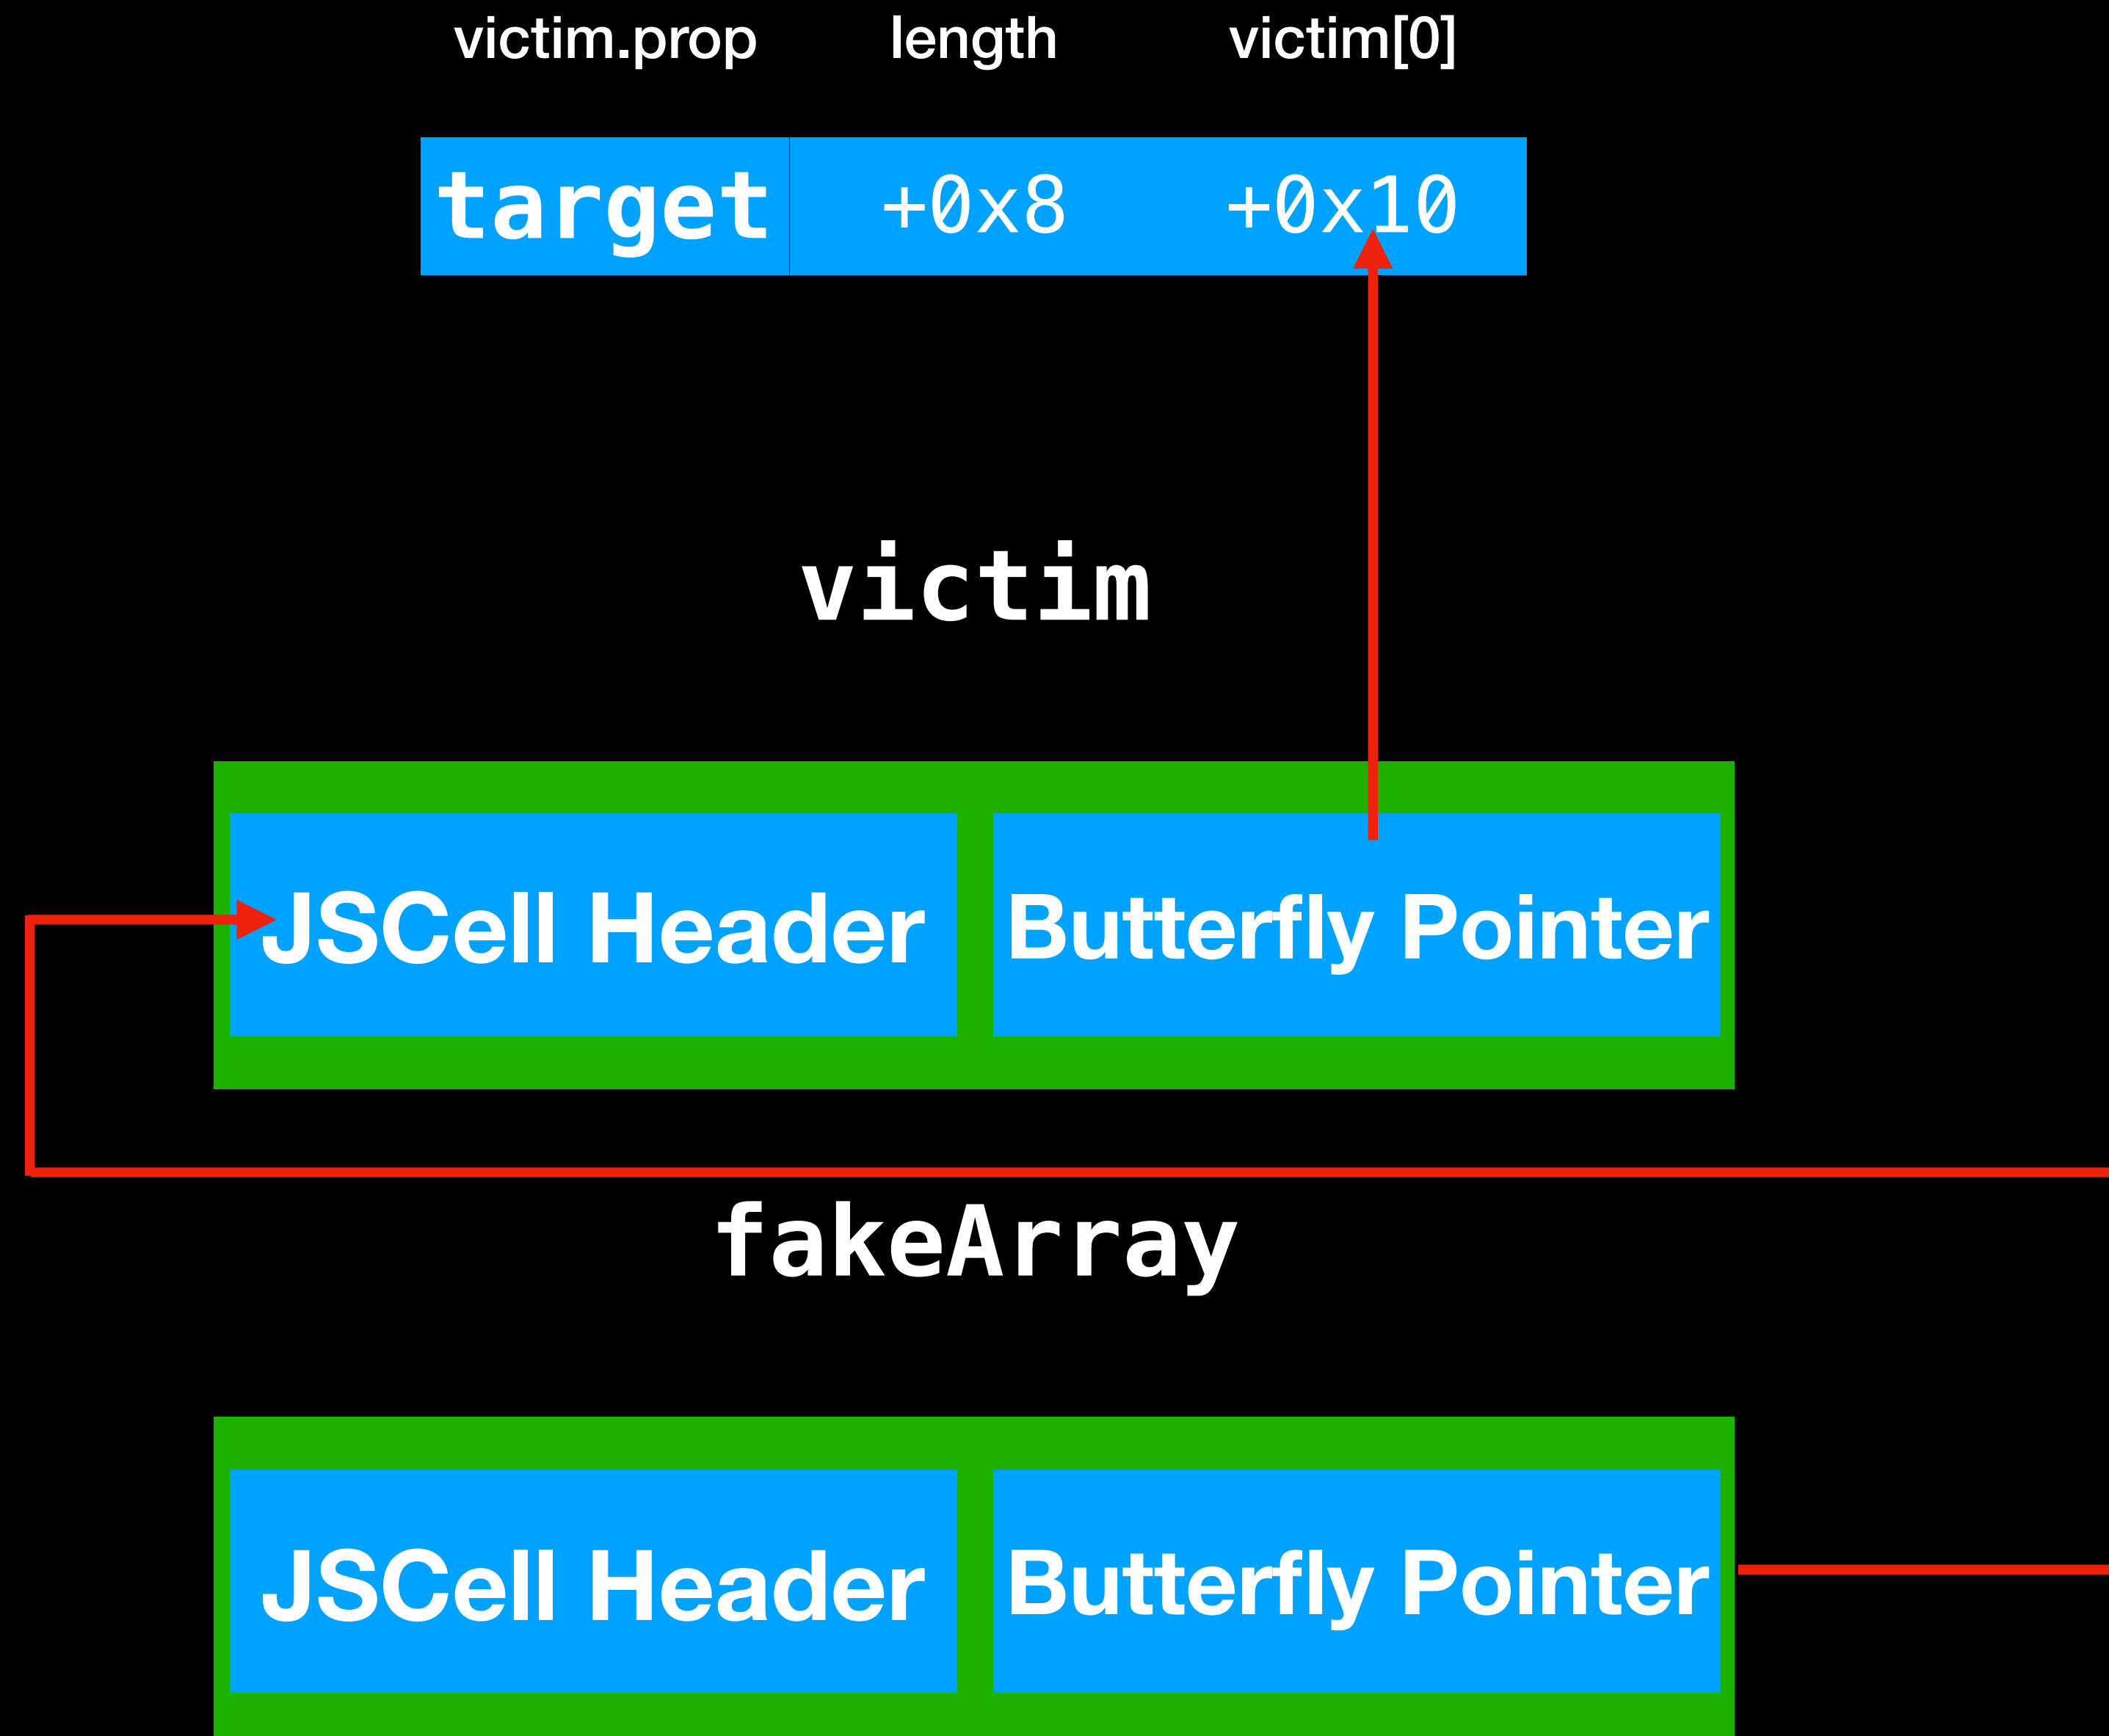 victim.prop length victim[0]
target +0x8 +0x10
victim
JSCell Header Butterfly Pointer
fakeArray
JSCell Header Butterfly Pointer